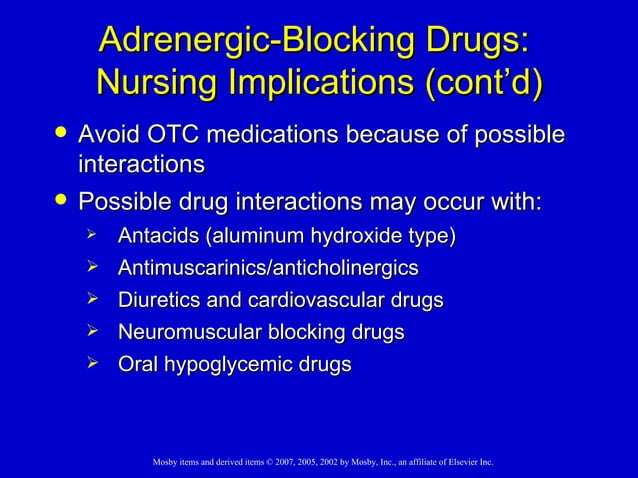 Adrenergic-Blocking Drugs:
Nursing Implications (cont’d)
Avoid OTC medications because of possible
interactions
Possible drug interactions may occur with:
Antacids (aluminum hydroxide type)
Antimuscarinics/anticholinergics
Diuretics and cardiovascular drugs
Neuromuscular blocking drugs
Oral hypoglycemic drugs
Mosby items and derived items © 2007, 2005, 2002 by Mosby, Inc., an affiliate of Elsevier Inc.